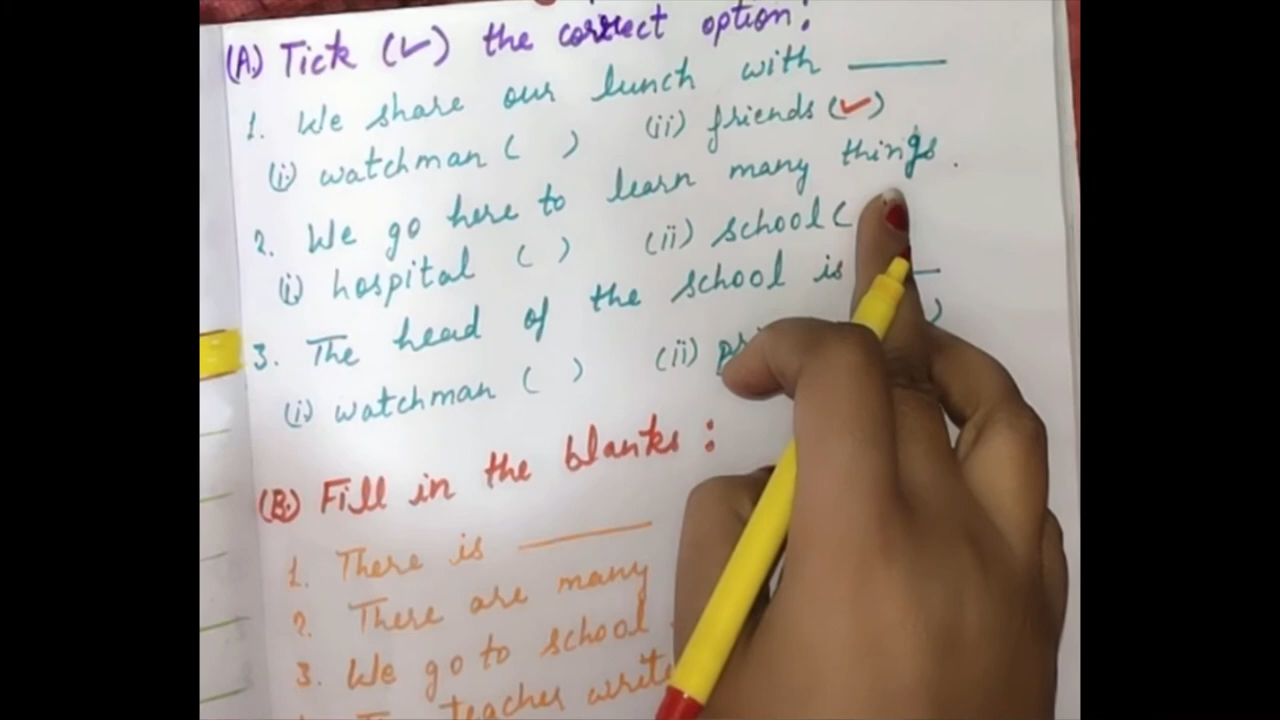 (A.) Tick (✓) the correct option:
1. We share our lunch with ____
(i) watchman ( ) (ii) friends (✓)
2. We go here to learn many things.
(i) hospital ( ) (ii) school (
3. The head of the school is __
(i) watchman ( ) (ii) )
(B.) Fill in the blanks :
1. There is ____
2. There are many
3. We go to school
teacher